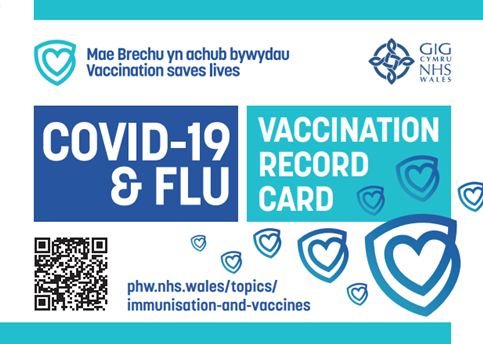 Mae Brechu yn achub bywydau
Vaccination saves lives
GIG
CYMRU
NHS
WALES
COVID-19
& FLU
VACCINATION
RECORD
CARD
phw.nhs.wales/topics/
immunisation-and-vaccines